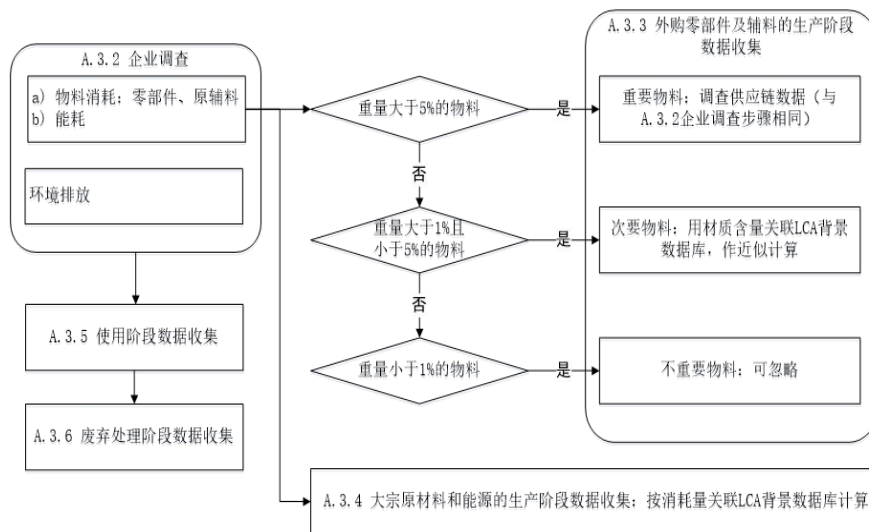 A.3.2 企业调查
a) 物料消耗：零部件、原辅料
b) 能耗
环境排放
A.3.5 使用阶段数据收集
A.3.6 废弃处理阶段数据收集
重量大于5%的物料
是
否
重量大于1%且
小于5%的物料
是
否
重量小于1%的物料
是
A.3.3 外购零部件及辅料的生产阶段
数据收集
重要物料：调查供应链数据（与
A.3.2企业调查步骤相同）
次要物料：用材质含量关联LCA背景
数据库，作近似计算
不重要物料：可忽略
A.3.4 大宗原材料和能源的生产阶段数据收集：按消耗量关联LCA背景数据库计算